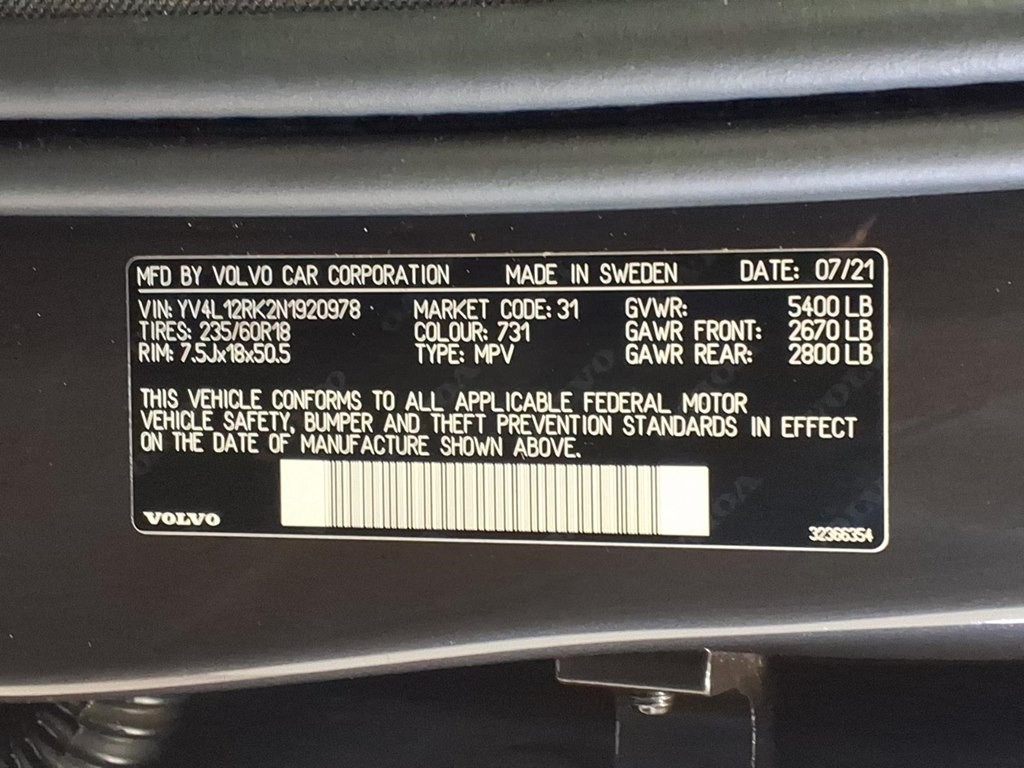 MFD BY VOLVO CAR CORPORATION MADE IN SWEDEN DATE: 07/21
VIN: YV4L12RK2N1920978 MARKET CODE: 31 GVWR: 5400 LB
TIRES: 235/60R18 COLOUR: 731 GAWR FRONT: 2670 LB
RIM: 7.5Jx18x50.5 TYPE: MPV GAWR REAR: 2800 LB
THIS VEHICLE CONFORMS TO ALL APPLICABLE FEDERAL MOTOR
VEHICLE SAFETY, BUMPER AND THEFT PREVENTION STANDARDS IN EFFECT
ON THE DATE OF MANUFACTURE SHOWN ABOVE.
VOLVO 32366354